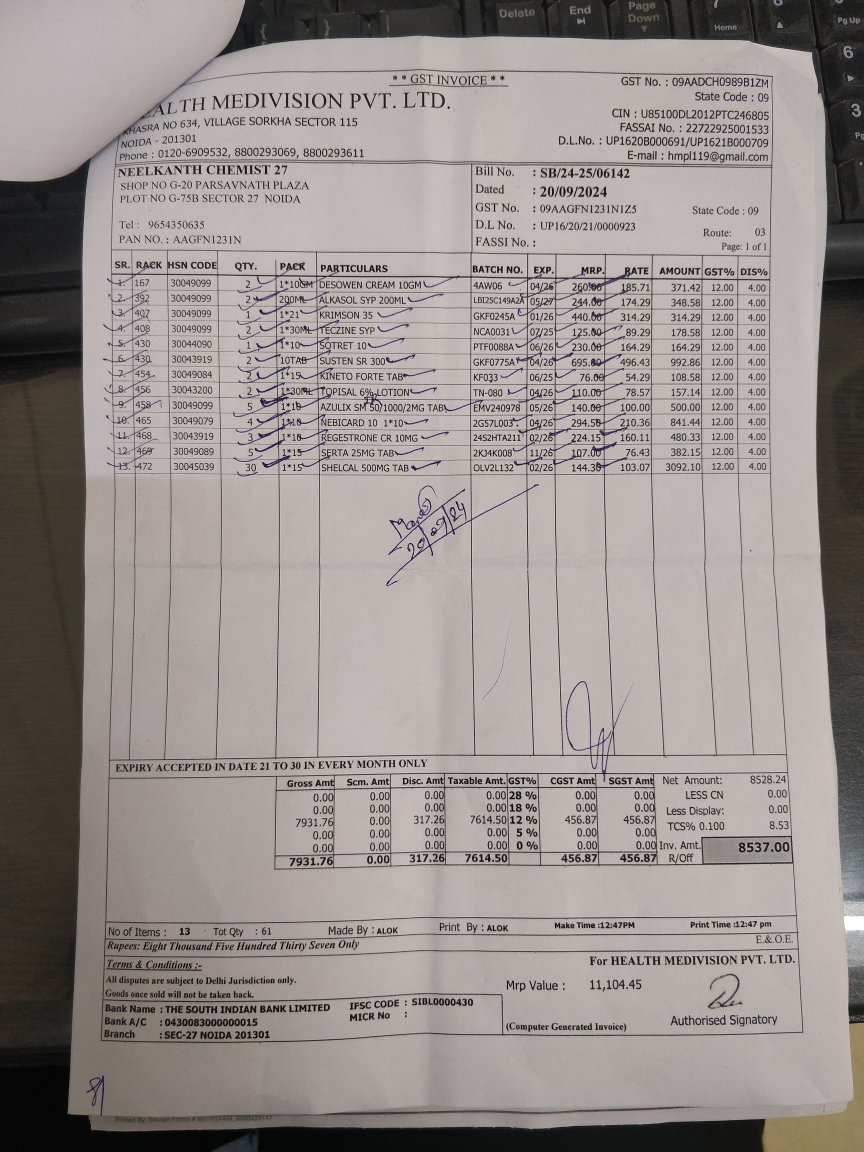 * * GST INVOICE * *
GST No. : 09AADCH0989B1ZM
State Code : 09
HEALTH MEDIVISION PVT. LTD.
KHASRA NO 634, VILLAGE SORKHA SECTOR 115
NOIDA - 201301
Phone : 0120-6909532, 8800293069, 8800293611
CIN : U85100DL2012PTC246805
FASSAI No. : 22722925001533
D.L.No. : UP1620B000691/UP1621B000709
E-mail : hmpl119@gmail.com
NEELKANTH CHEMIST 27
SHOP NO G-20 PARSAVNATH PLAZA
PLOT NO G-75B SECTOR 27 NOIDA
Tel : 9654350635
PAN NO. : AAGFN1231N
Bill No. : SB/24-25/06142
Dated : 20/09/2024
GST No. : 09AAGFN1231N1Z5 State Code : 09
D.L No. : UP16/20/21/0000923
Route: 03
FASSI No. :
Page: 1 of 1
SR. RACK HSN CODE QTY. PACK PARTICULARS BATCH NO. EXP. MRP. RATE AMOUNT GST% DIS%
1. 167 30049099 2 1*10GM DESOWEN CREAM 10GM 4AW06 04/26 260.00 185.71 371.42 12.00 4.00
2. 392 30049099 2 200ML ALKASOL SYP 200ML LBI25C149A2A 05/27 244.00 174.29 348.58 12.00 4.00
3. 407 30049099 1 1*21 KRIMSON 35 GKF0245A 01/26 440.00 314.29 314.29 12.00 4.00
4. 408 30049099 2 1*30ML TECZINE SYP NCA0031 07/25 125.00 89.29 178.58 12.00 4.00
5. 430 30044090 1 1*10 SOTRET 10 PTF0088A 06/26 230.00 164.29 164.29 12.00 4.00
6. 430 30043919 2 10TAB SUSTEN SR 300 GKF0775A 04/26 695.00 496.43 992.86 12.00 4.00
7. 454 30049084 2 1*15 KINETO FORTE TAB KF033 06/25 76.00 54.29 108.58 12.00 4.00
8. 456 30043200 2 1*30ML TOPISAL 6% LOTION TN-080 04/26 110.00 78.57 157.14 12.00 4.00
9. 458 30049099 5 1*10 AZULIX SM 50/1000/2MG TAB EMV240978 05/26 140.00 100.00 500.00 12.00 4.00
10. 465 30049079 4 1*10 NEBICARD 10 1*10 2G57L003 04/26 294.50 210.36 841.44 12.00 4.00
11. 468 30043919 3 1*10 REGESTRONE CR 10MG 24S2HTA211 02/26 224.15 160.11 480.33 12.00 4.00
12. 469 30049089 5 1*15 SERTA 25MG TAB 2KJ4K008 11/26 107.00 76.43 382.15 12.00 4.00
13. 472 30045039 30 1*15 SHELCAL 500MG TAB OLV2L132 02/26 144.30 103.07 3092.10 12.00 4.00
20/09/24
EXPIRY ACCEPTED IN DATE 21 TO 30 IN EVERY MONTH ONLY
Gross Amt Scm. Amt Disc. Amt Taxable Amt. GST% CGST Amt SGST Amt
0.00 0.00 0.00 0.00 28 % 0.00 0.00
0.00 0.00 0.00 0.00 18 % 0.00 0.00
7931.76 0.00 317.26 7614.50 12 % 456.87 456.87
0.00 0.00 0.00 0.00 5 % 0.00 0.00
0.00 0.00 0.00 0.00 0 % 0.00 0.00
7931.76 0.00 317.26 7614.50 456.87 456.87
Net Amount: 8528.24
LESS CN 0.00
Less Display: 0.00
TCS% 0.100 8.53
Inv. Amt. 8537.00
R/Off
No of Items : 13 Tot Qty : 61 Made By : ALOK Print By : ALOK Make Time :12:47PM Print Time :12:47 pm
Rupees: Eight Thousand Five Hundred Thirty Seven Only
E.&.O.E.
Terms & Conditions :-
All disputes are subject to Delhi Jurisdiction only.
Goods once sold will not be taken back.
Bank Name : THE SOUTH INDIAN BANK LIMITED IFSC CODE : SIBL0000430
Bank A/C : 0430083000000015 MICR No :
Branch : SEC-27 NOIDA 201301
For HEALTH MEDIVISION PVT. LTD.
Mrp Value : 11,104.45
(Computer Generated Invoice)
Authorised Signatory